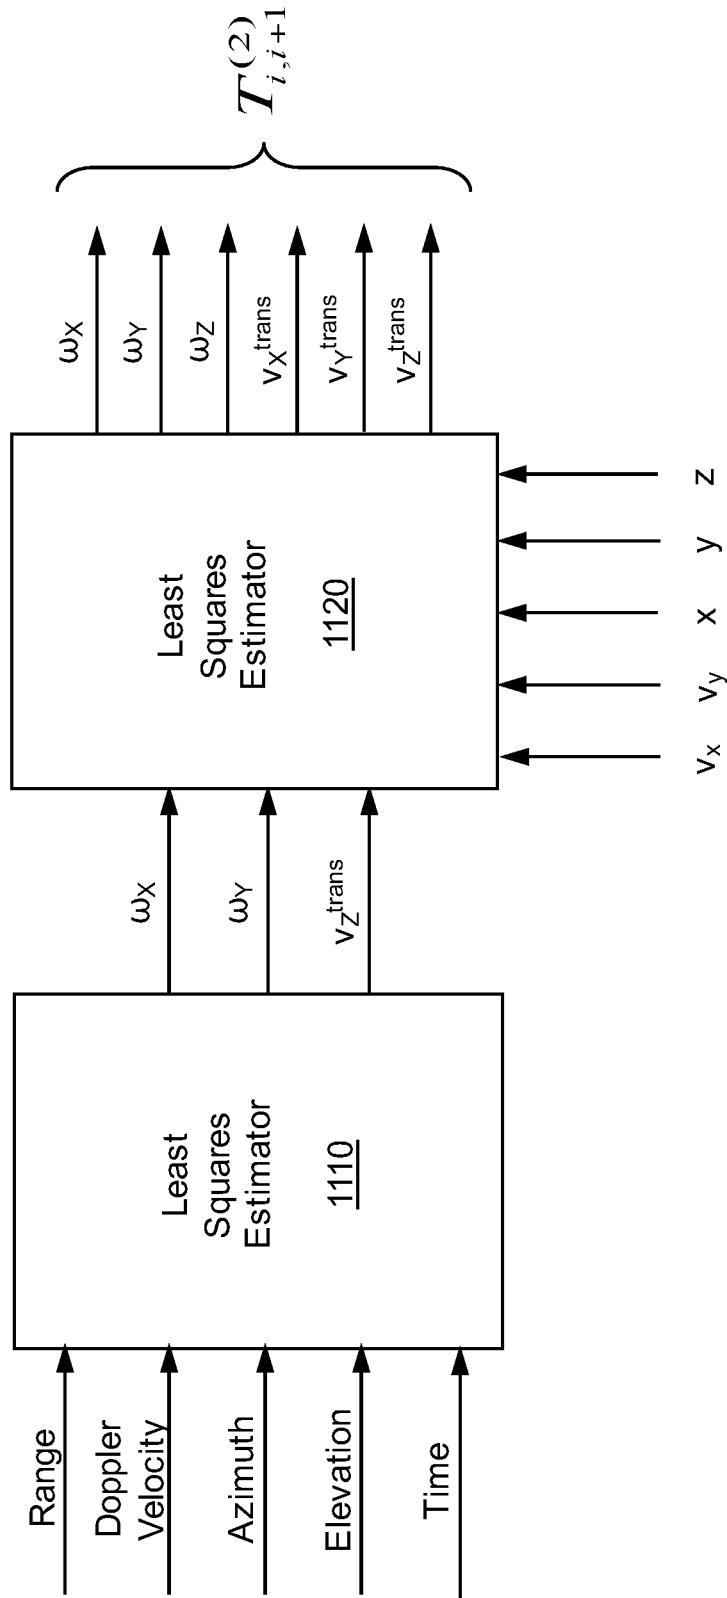 Range
Doppler
Velocity
Azimuth
Elevation
Time
Least
Squares
Estimator
1110
ωX
ωY
vZtrans
Least
Squares
Estimator
1120
vx
vy
x
y
z
ωX
ωY
ωZ
vXtrans
vYtrans
vZtrans
T(2)i,i+1